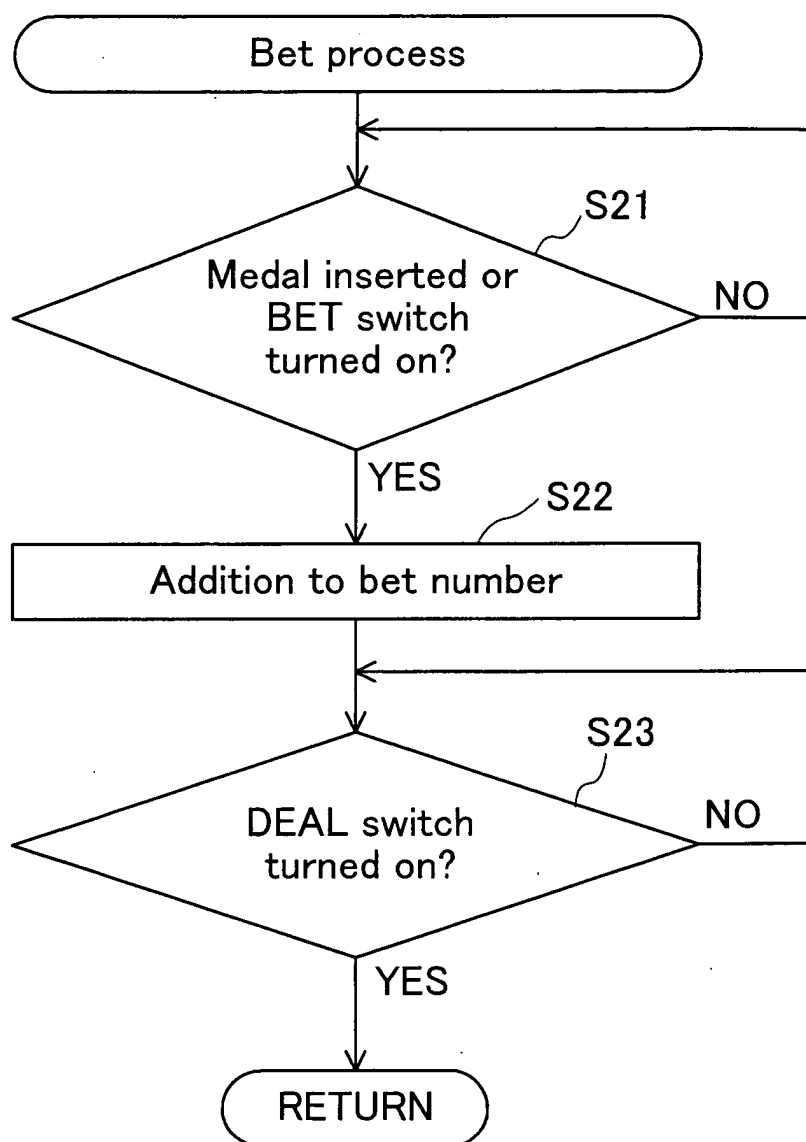 Bet process
S21
Medal inserted or
BET switch
turned on?
NO
YES
S22
Addition to bet number
S23
DEAL switch
turned on?
NO
YES
RETURN